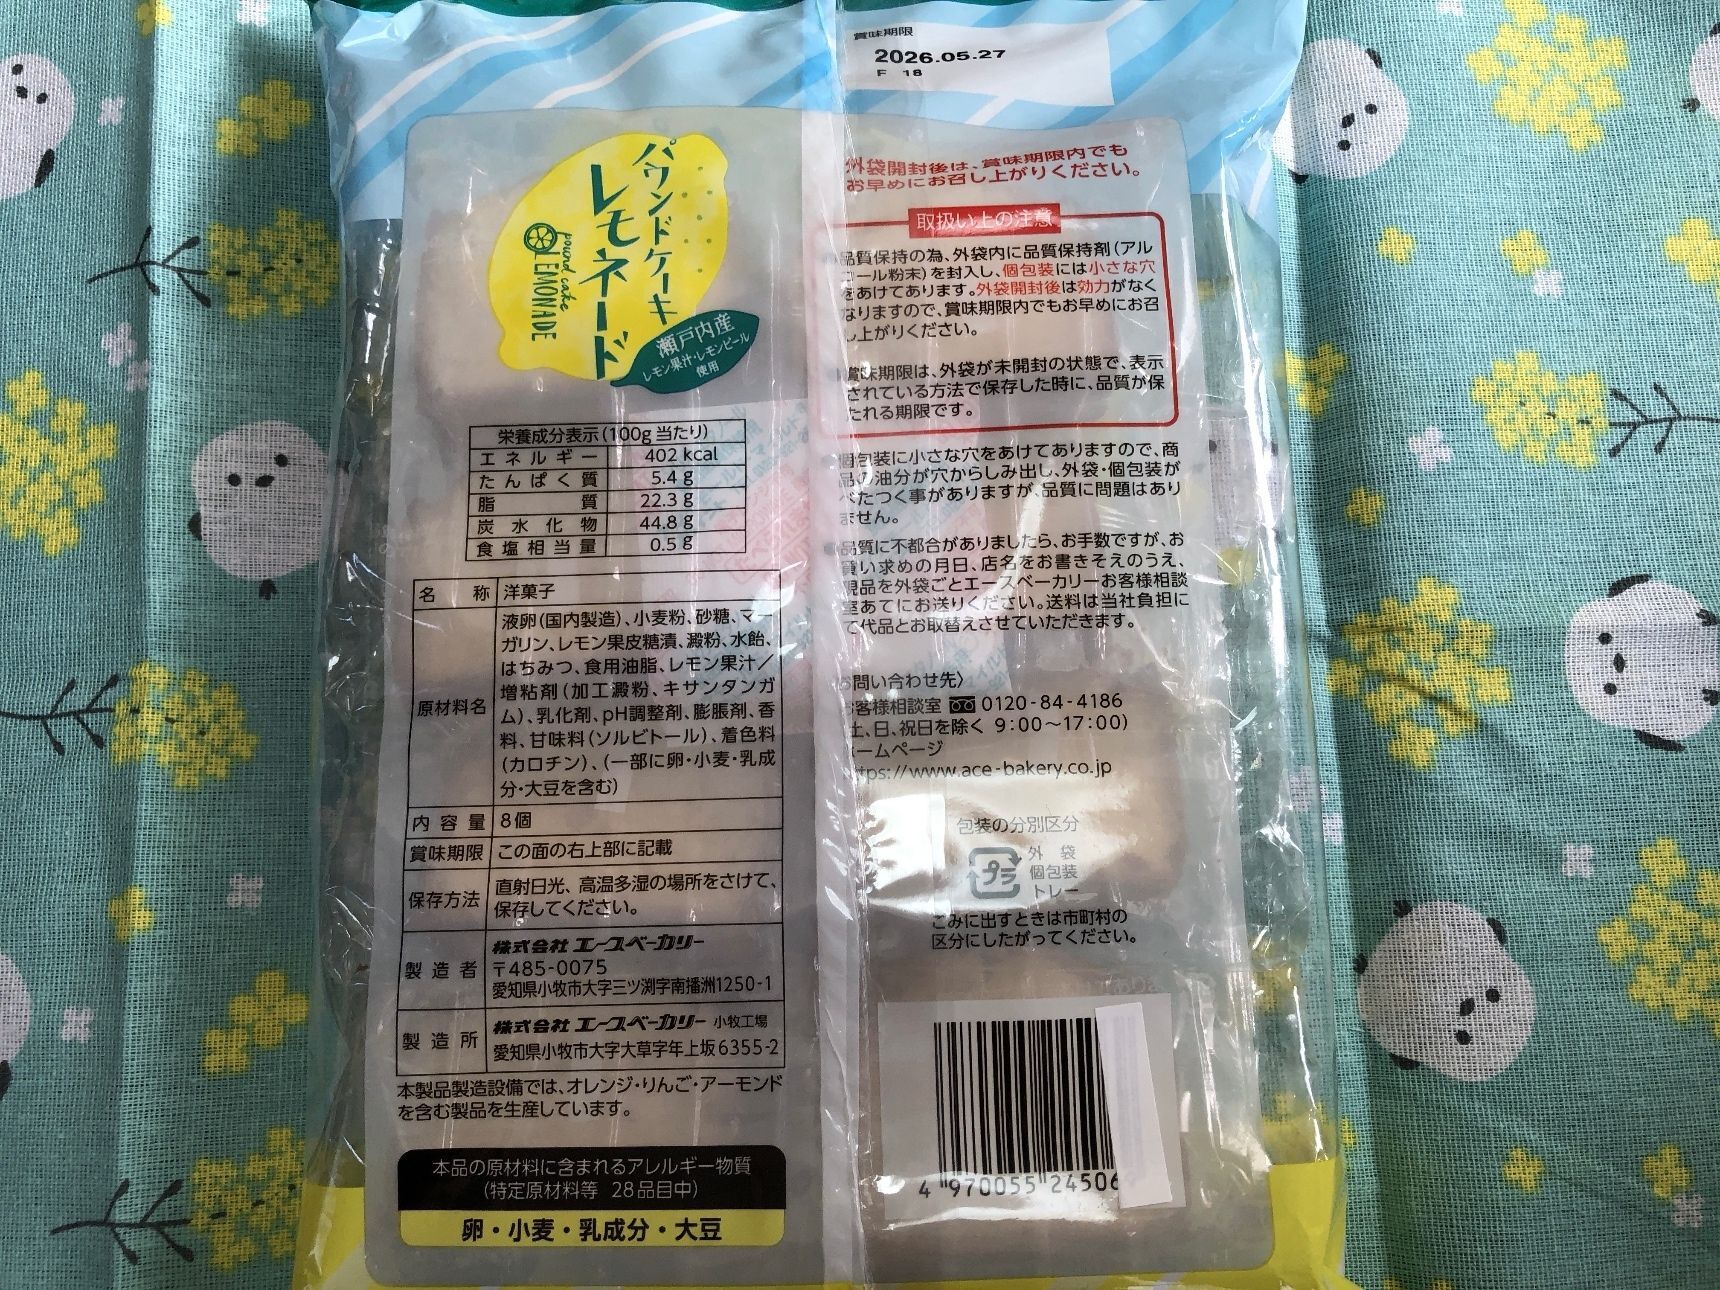 賞味期限
2026.05.27
F 18
パウンドケーキ
レモネード
pound cake
LEMONADE
瀬戸内産
レモン果汁・レモンピール
使用
栄養成分表示(100g当たり)
エネルギー 402 kcal
たんぱく質 5.4 g
脂質 22.3 g
炭水化物 44.8 g
食塩相当量 0.5 g
名称 洋菓子
原材料名
液卵(国内製造)、小麦粉、砂糖、マー
ガリン、レモン果皮糖漬、澱粉、水飴、
はちみつ、食用油脂、レモン果汁／
増粘剤(加工澱粉、キサンタンガ
ム)、乳化剤、pH調整剤、膨脹剤、香
料、甘味料(ソルビトール)、着色料
(カロチン)、(一部に卵・小麦・乳成
分・大豆を含む)
内容量 8個
賞味期限 この面の右上部に記載
保存方法
直射日光、高温多湿の場所をさけて、
保存してください。
製造者
株式会社エースベーカリー
〒485-0075
愛知県小牧市大字三ツ渕字南播州1250-1
製造所
株式会社エースベーカリー 小牧工場
愛知県小牧市大字大草字年上坂6355-2
本製品製造設備では、オレンジ・りんご・アーモンド
を含む製品を生産しています。
本品の原材料に含まれるアレルギー物質
(特定原材料等 28品目中)
卵・小麦・乳成分・大豆
外袋開封後は、賞味期限内でも
お早めにお召し上がりください。
取扱い上の注意
品質保持の為、外袋内に品質保持剤(アル
コール粉末)を封入し、個包装には小さな穴
をあけてあります。外袋開封後は効力がなく
なりますので、賞味期限内でもお早めにお召
し上がりください。
賞味期限は、外袋が未開封の状態で、表示
されている方法で保存した時に、品質が保
たれる期限です。
個包装に小さな穴をあけてありますので、商
品の油分が穴からしみ出し、外袋・個包装が
べたつく事がありますが、品質に問題はあり
ません。
品質に不都合がありましたら、お手数ですが、お
買い求めの月日、店名をお書きそえのうえ、
現品を外袋ごとエースベーカリーお客様相談
室あてにお送りください。送料は当社負担に
て代品とお取替えさせていただきます。
お問い合わせ先〉
お客様相談室 0120-84-4186
土、日、祝日を除く 9:00〜17:00)
ホームページ
https://www.ace-bakery.co.jp
包装の分別区分
プラ
外袋
個包装
トレー
ごみに出すときは市町村の
区分にしたがってください。
4 970055 24506